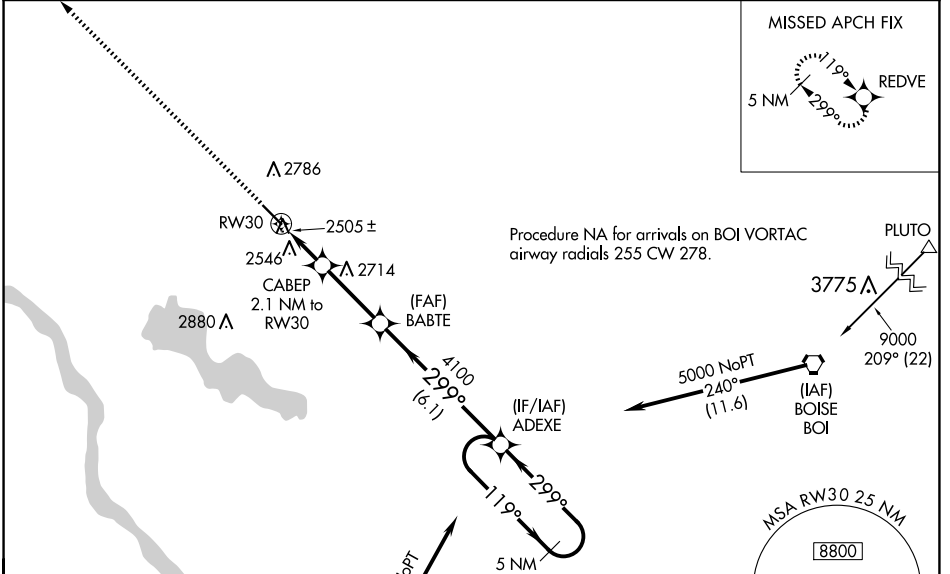 MISSED APCH FIX
119°
REDVE
5 NM
299°
2786
RW30
2505 ±
2546
2714
CABEP
2.1 NM to
RW30
2880
(FAF)
BABTE
Procedure NA for arrivals on BOI VORTAC
airway radials 255 CW 278.
PLUTO
3775
9000
209° (22)
5000 NoPT
240°
(11.6)
(IAF)
BOISE
BOI
4100
299°
(6.1)
(IF/IAF)
ADEXE
299°
119°
5 NM
MSA RW30 25 NM
8800